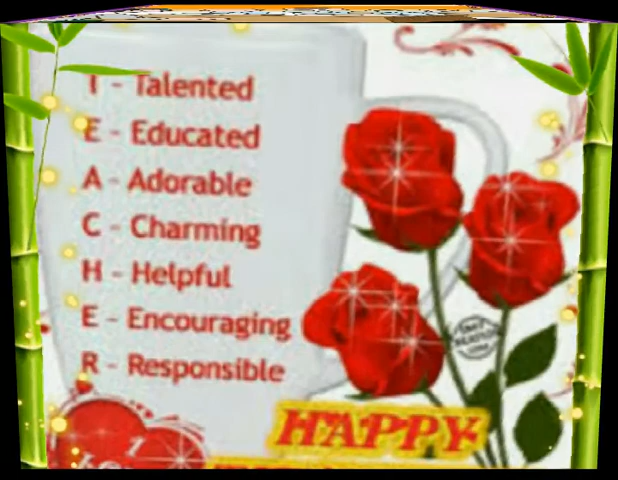 T - Talented
E - Educated
A - Adorable
C - Charming
H - Helpful
E - Encouraging
R - Responsible
I
HAPPY